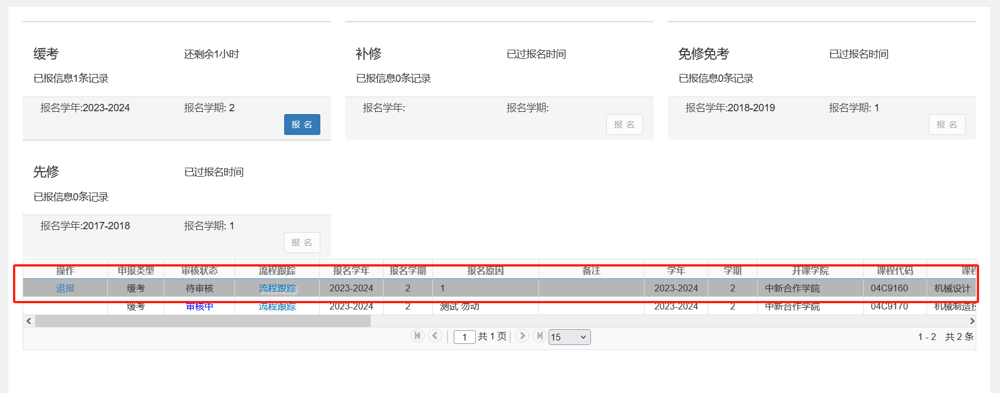 缓考 还剩余1小时 补修 已过报名时间 免修免考 已过报名时间
已报信息1条记录 已报信息0条记录 已报信息0条记录
报名学年:2023-2024 报名学期: 2 报名学年: 报名学期: 报名学年:2018-2019 报名学期: 1
报 名 报 名 报 名
先修 已过报名时间
已报信息0条记录
报名学年:2017-2018 报名学期: 1
报 名
操作 申报类型 审核状态 流程跟踪 报名学年 报名学期 报名原因 备注 学年 学期 开课学院 课程代码 课程
退报 缓考 待审核 流程跟踪 2023-2024 2 1 2023-2024 2 中新合作学院 04C9160 机械设计
缓考 审核中 流程跟踪 2023-2024 2 测试 勿动 2023-2024 2 中新合作学院 04C9170 机械制造技
1 共 1 页 15 1 - 2 共 2 条